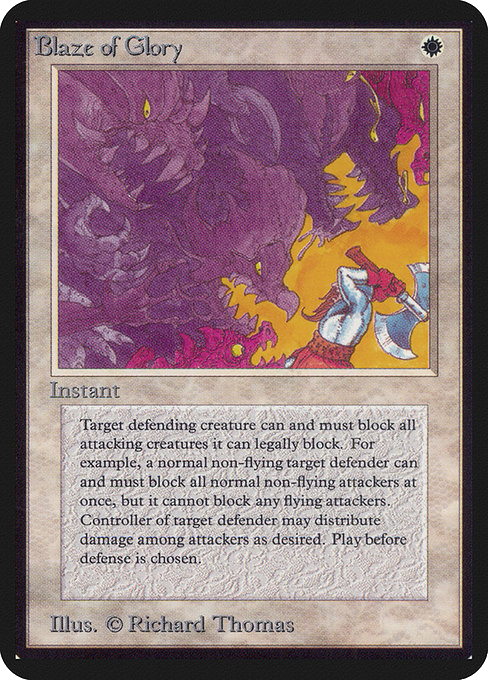 Blaze of Glory
Instant
Target defending creature can and must block all
attacking creatures it can legally block. For
example, a normal non-flying target defender can
and must block all normal non-flying attackers at
once, but it cannot block any flying attackers.
Controller of target defender may distribute
damage among attackers as desired. Play before
defense is chosen.
Illus. © Richard Thomas